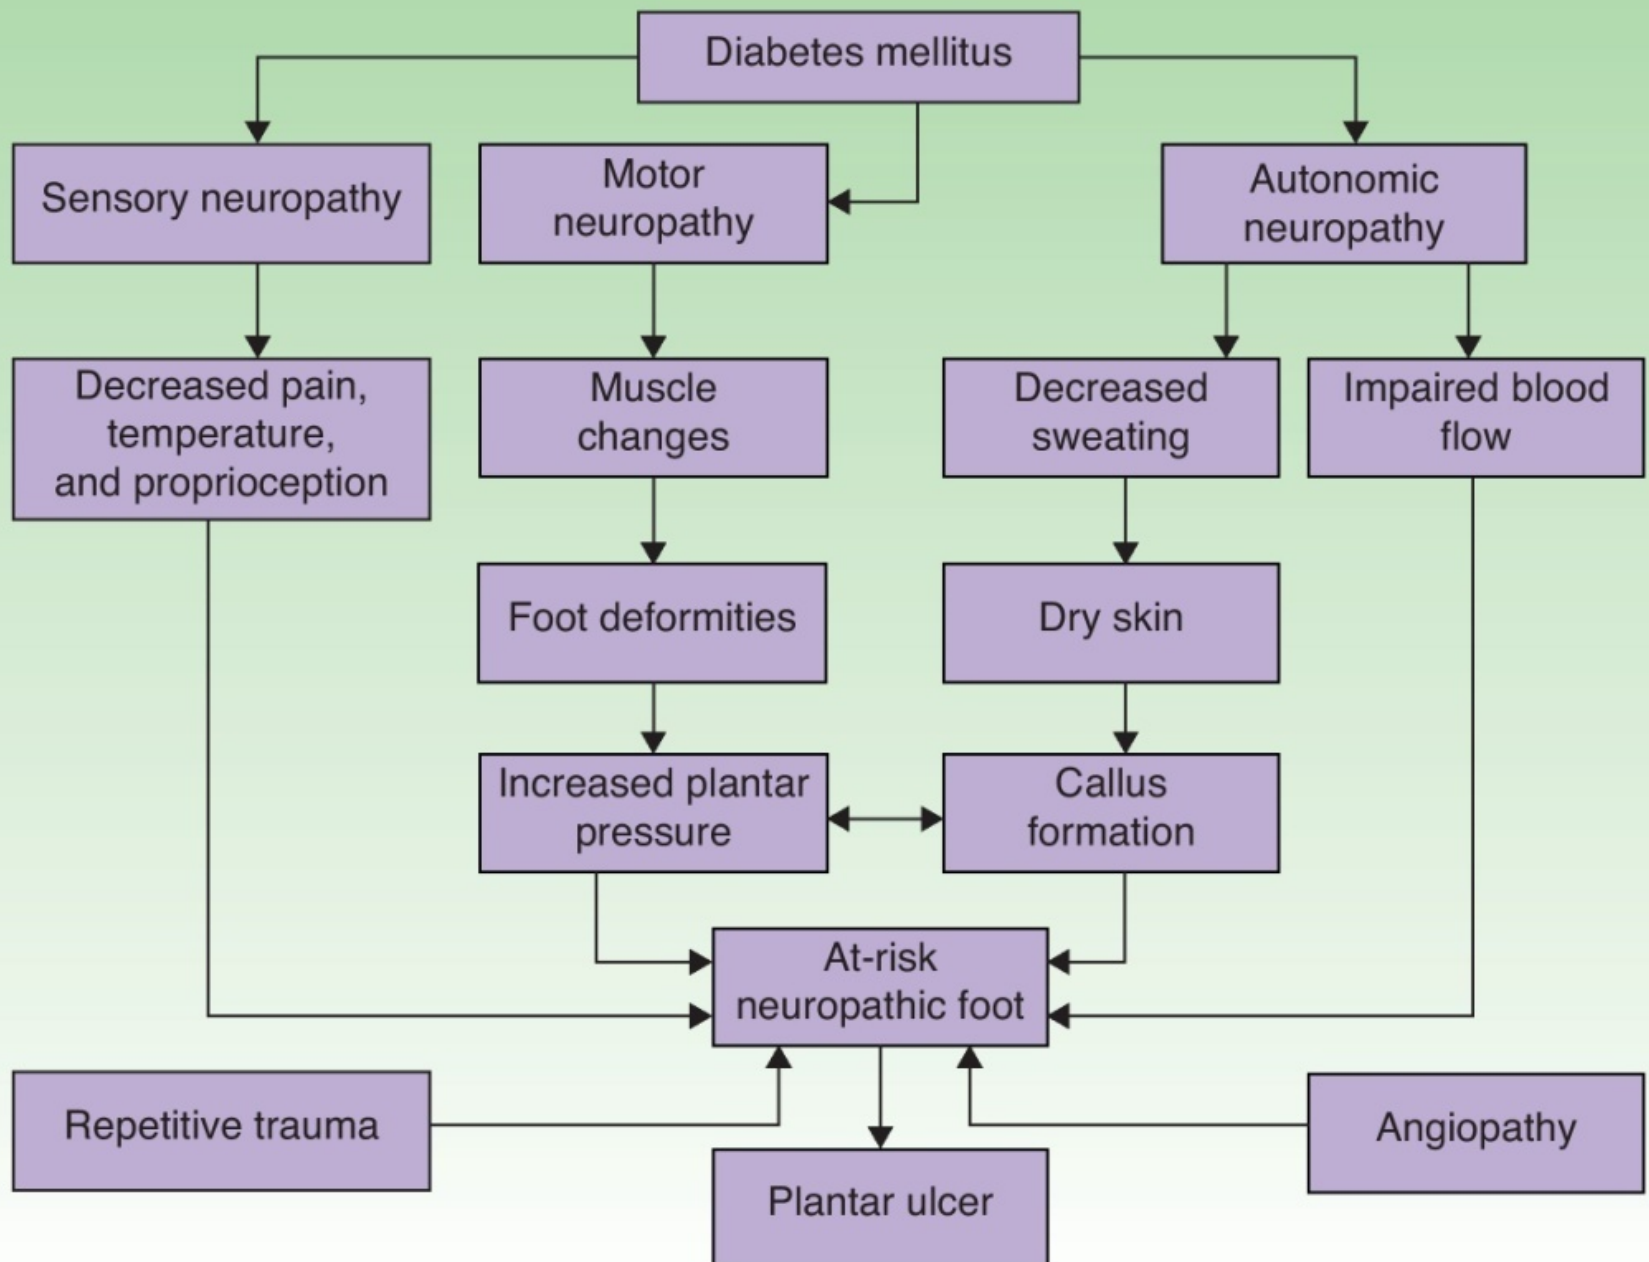 Diabetes mellitus
Sensory neuropathy
Motor
neuropathy
Autonomic
neuropathy
Decreased pain,
temperature,
and proprioception
Muscle
changes
Decreased
sweating
Impaired blood
flow
Foot deformities
Dry skin
Increased plantar
pressure
Callus
formation
At-risk
neuropathic foot
Repetitive trauma
Angiopathy
Plantar ulcer